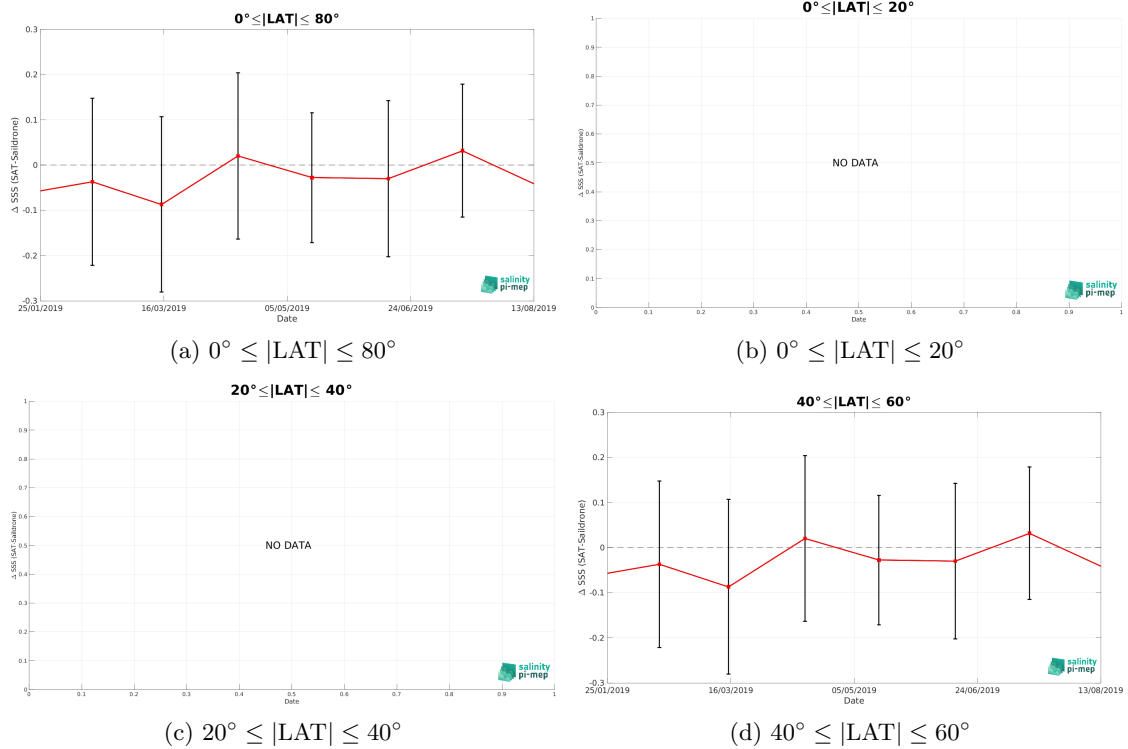 0°≤|LAT|≤ 80°
0.3
0.2
0.1
0
-0.1
-0.2
-0.3
Δ SSS (SAT-Saildrone)
25/01/2019 16/03/2019 05/05/2019 24/06/2019 13/08/2019
Date
salinity
pi-mep
(a) 0° ≤ |LAT| ≤ 80°
0°≤|LAT|≤ 20°
1
0.9
0.8
0.7
0.6
0.5
0.4
0.3
0.2
0.1
0
Δ SSS (SAT-Saildrone)
NO DATA
0 0.1 0.2 0.3 0.4 0.5 0.6 0.7 0.8 0.9 1
Date
salinity
pi-mep
(b) 0° ≤ |LAT| ≤ 20°
20°≤|LAT|≤ 40°
1
0.9
0.8
0.7
0.6
0.5
0.4
0.3
0.2
0.1
0
Δ SSS (SAT-Saildrone)
NO DATA
0 0.1 0.2 0.3 0.4 0.5 0.6 0.7 0.8 0.9 1
Date
salinity
pi-mep
(c) 20° ≤ |LAT| ≤ 40°
40°≤|LAT|≤ 60°
0.3
0.2
0.1
0
-0.1
-0.2
-0.3
Δ SSS (SAT-Saildrone)
25/01/2019 16/03/2019 05/05/2019 24/06/2019 13/08/2019
Date
salinity
pi-mep
(d) 40° ≤ |LAT| ≤ 60°